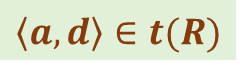 ⟨a, d⟩ ∈ t(R)